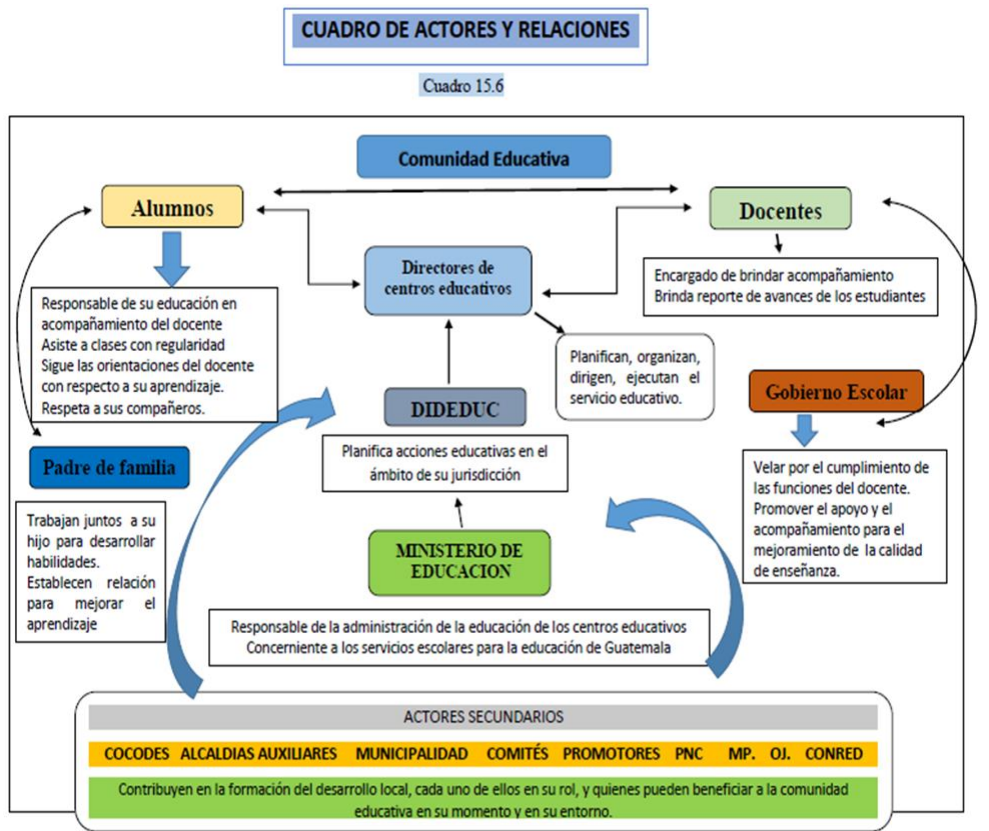 CUADRO DE ACTORES Y RELACIONES
Cuadro 15.6
Comunidad Educativa
Alumnos
Docentes
Responsable de su educación en
acompañamiento del docente
Asiste a clases con regularidad
Sigue las orientaciones del docente
con respecto a su aprendizaje.
Respeta a sus compañeros.
Directores de
centros educativos
Encargado de brindar acompañamiento
Brinda reporte de avances de los estudiantes
Planifican, organizan,
dirigen, ejecutan el
servicio educativo.
DIDEDUC
Planifica acciones educativas en el
ámbito de su jurisdicción
Gobierno Escolar
Velar por el cumplimiento de
las funciones del docente.
Promover el apoyo y el
acompañamiento para el
mejoramiento de la calidad
de enseñanza.
Padre de familia
Trabajan juntos a su
hijo para desarrollar
habilidades.
Establecen relación
para mejorar el
aprendizaje
MINISTERIO DE
EDUCACION
Responsable de la administración de la educación de los centros educativos
Concerniente a los servicios escolares para la educación de Guatemala
ACTORES SECUNDARIOS
COCODES ALCALDIAS AUXILIARES MUNICIPALIDAD COMITÉS PROMOTORES PNC MP. OJ. CONRED
Contribuyen en la formación del desarrollo local, cada uno de ellos en su rol, y quienes pueden beneficiar a la comunidad
educativa en su momento y en su entorno.